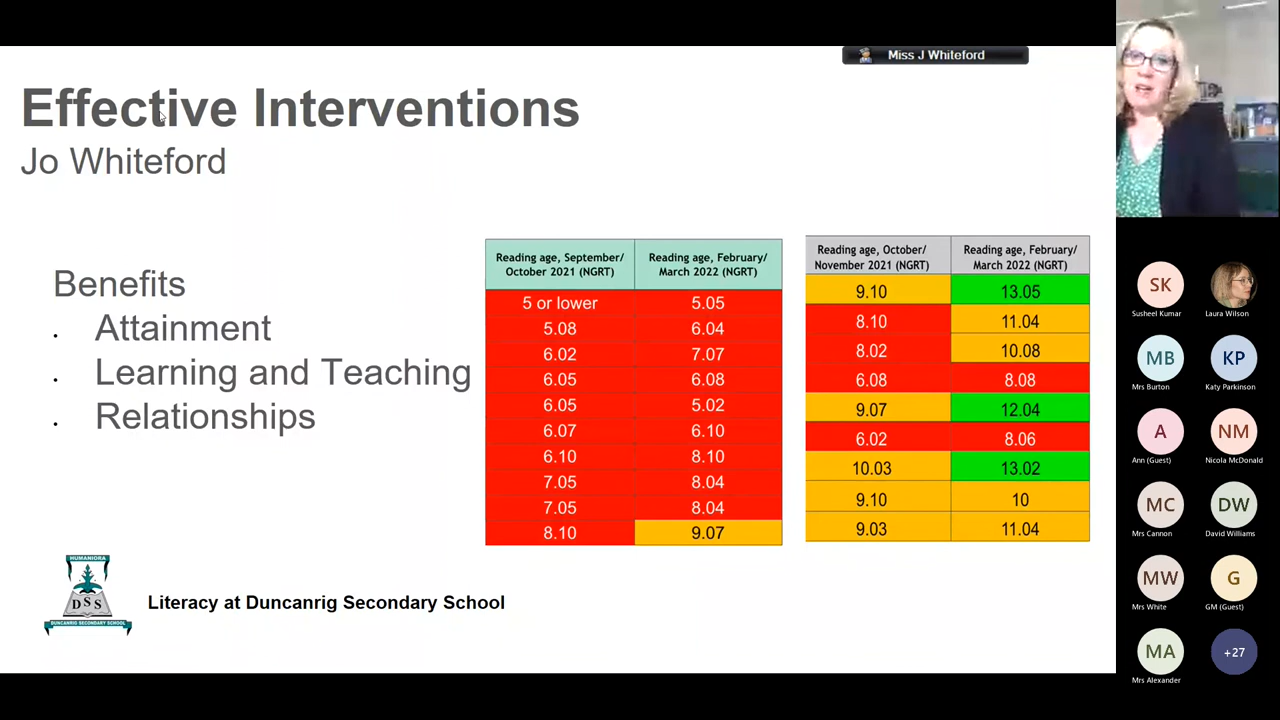 Miss J Whiteford
Effective Interventions
Jo Whiteford
Benefits
. Attainment
. Learning and Teaching
. Relationships
Reading age, September/ Reading age, February/
October 2021 (NGRT) March 2022 (NGRT)
5 or lower 5.05
5.08 6.04
6.02 7.07
6.05 6.08
6.05 5.02
6.07 6.10
6.10 8.10
7.05 8.04
7.05 8.04
8.10 9.07
Reading age, October/ Reading age, February/
November 2021 (NGRT) March 2022 (NGRT)
9.10 13.05
8.10 11.04
8.02 10.08
6.08 8.08
9.07 12.04
6.02 8.06
10.03 13.02
9.10 10
9.03 11.04
HUMANIORA
DSS
DUNCANRIG SECONDARY SCHOOL
Literacy at Duncanrig Secondary School
SK
Susheel Kumar Laura Wilson
MB KP
Mrs Burton Katy Parkinson
A NM
Ann (Guest) Nicola McDonald
MC DW
Mrs Cannon David Williams
MW G
Mrs White GM (Guest)
MA +27
Mrs Alexander